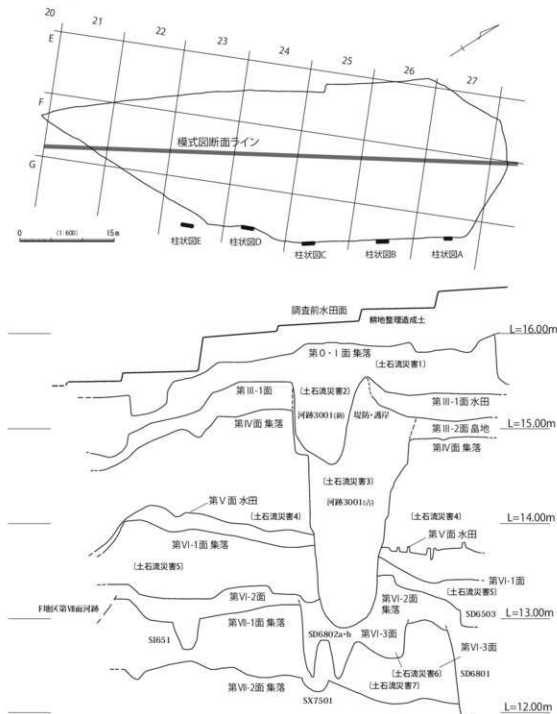 20
21
22
23
24
25
26
27
E
F
G
模式図断面ライン
0 (1:600) 15m
柱状図E
柱状図D
柱状図C
柱状図B
柱状図A
調査前水田面
耕地整理造成土
L=16.00m
第0・Ⅰ面 集落
〔土石流災害1〕
第Ⅲ-1面
〔土石流災害2〕
第Ⅲ-1面 水田
河跡3001(新)
堤防・護岸
L=15.00m
第Ⅳ面 集落
第Ⅲ-2面 畠地
第Ⅳ面 集落
〔土石流災害3〕
河跡3001(古)
第Ⅴ面 水田
〔土石流災害4〕
〔土石流災害4〕
L=14.00m
第Ⅴ面 水田
第Ⅵ-1面 集落
〔土石流災害5〕
第Ⅵ-1面
〔土石流災害5〕
第Ⅵ-2面
第Ⅵ-2面
集落
SD6503
F地区第Ⅶ面河跡
第Ⅶ-1面 集落
L=13.00m
SD6802a・b
第Ⅵ-3面
SI651
第Ⅵ-3面
〔土石流災害6〕
SD6801
〔土石流災害7〕
第Ⅶ-2面 集落
SX7501
L=12.00m